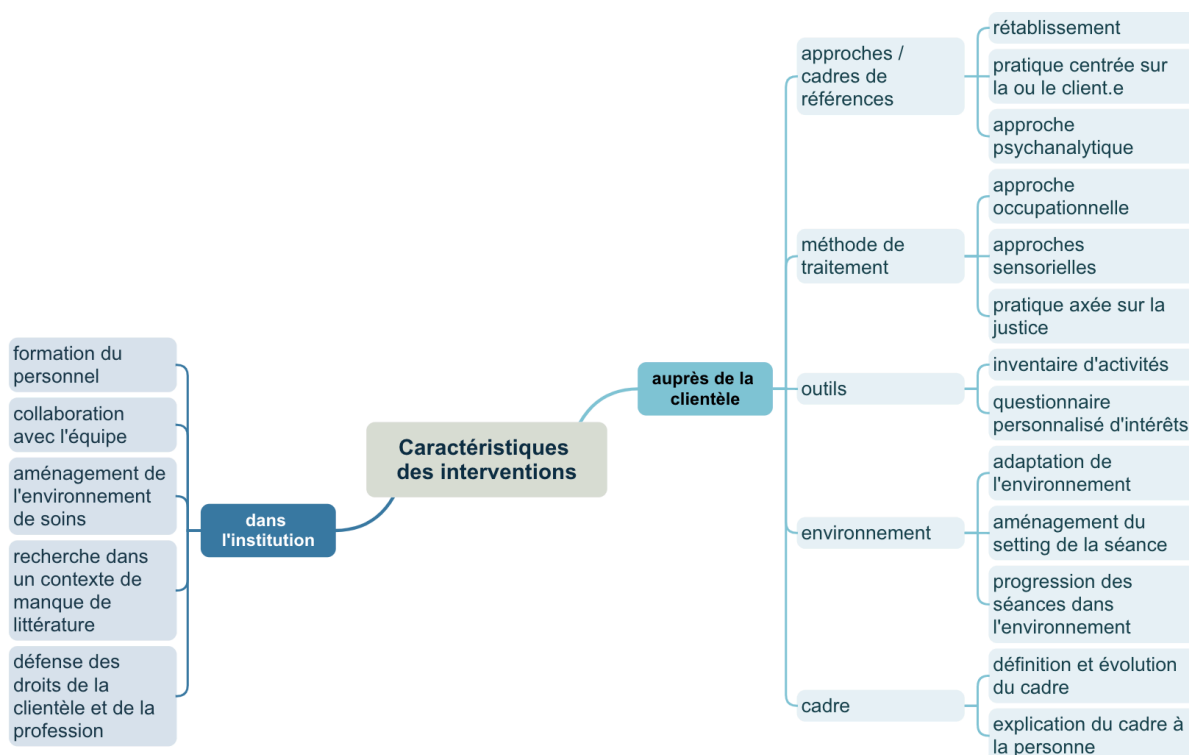 Caractéristiques
des interventions
dans
l'institution
formation du
personnel
collaboration
avec l'équipe
aménagement de
l'environnement
de soins
recherche dans
un contexte de
manque de
littérature
défense des
droits de la
clientèle et de la
profession
auprès de la
clientèle
approches /
cadres de
références
rétablissement
pratique centrée sur
la ou le client.e
approche
psychanalytique
méthode de
traitement
approche
occupationnelle
approches
sensorielles
pratique axée sur la
justice
outils
inventaire d'activités
questionnaire
personnalisé d'intérêts
environnement
adaptation de
l'environnement
aménagement du
setting de la séance
progression des
séances dans
l'environnement
cadre
définition et évolution
du cadre
explication du cadre à
la personne